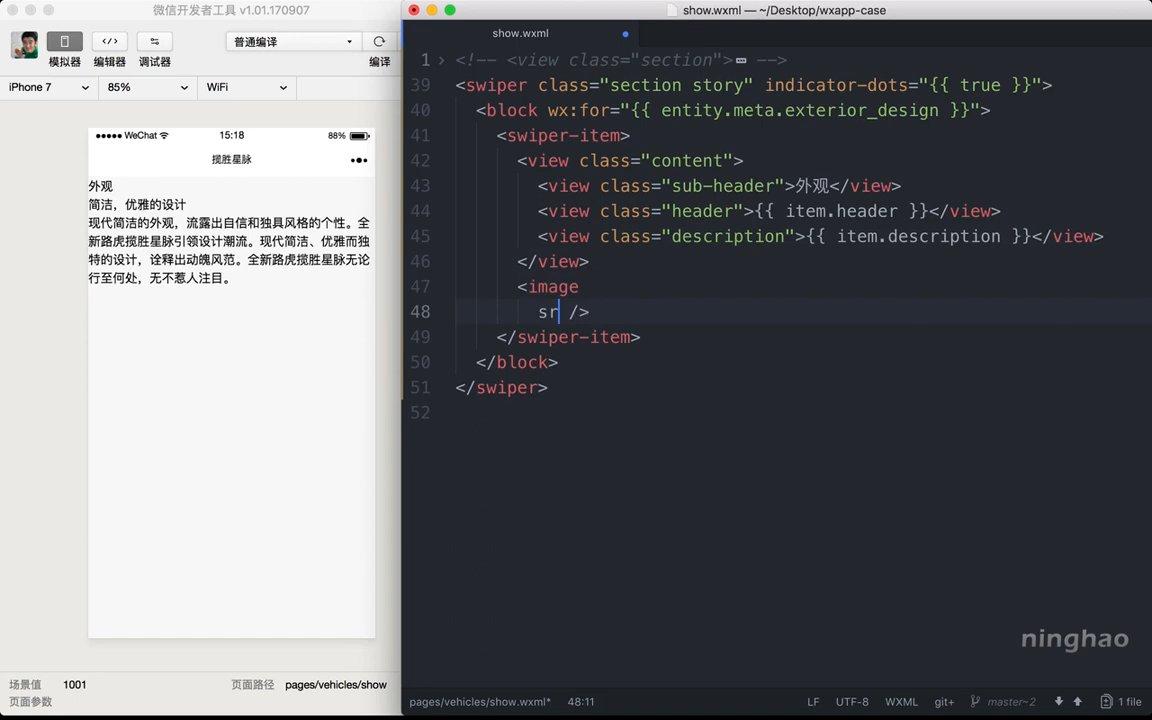 微信开发者工具 v1.01.170907
模拟器
编辑器
调试器
普通编译
编译
iPhone 7
85%
WiFi
WeChat
15:18
88%
揽胜星脉
外观
简洁，优雅的设计
现代简洁的外观，流露出自信和独具风格的个性。全
新路虎揽胜星脉引领设计潮流。现代简洁、优雅而独
特的设计，诠释出动魄风范。全新路虎揽胜星脉无论
行至何处，无不惹人注目。
场景值 1001
页面路径 pages/vehicles/show
页面参数
show.wxml — ~/Desktop/wxapp-case
show.wxml
1 <!-- <view class="section"> -->
39 <swiper class="section story" indicator-dots="{{ true }}">
40 <block wx:for="{{ entity.meta.exterior_design }}">
41 <swiper-item>
42 <view class="content">
43 <view class="sub-header">外观</view>
44 <view class="header">{{ item.header }}</view>
45 <view class="description">{{ item.description }}</view>
46 </view>
47 <image
48 sr />
49 </swiper-item>
50 </block>
51 </swiper>
52
ninghao
pages/vehicles/show.wxml* 48:11 LF UTF-8 WXML git+ master~2 1 file